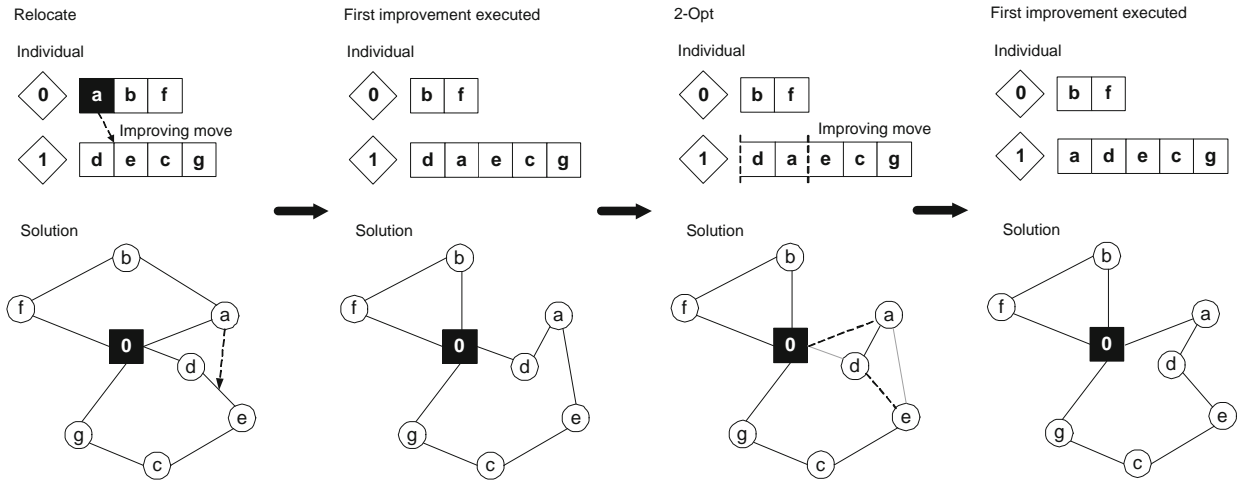 Relocate
Individual
0 a b f
Improving move
1 d e c g
Solution
b
f
a
0
d
e
g
c
First improvement executed
Individual
0 b f
1 d a e c g
Solution
b
f
a
0
d
e
g
c
2-Opt
Individual
0 b f
Improving move
1 d a e c g
Solution
b
f
a
0
d
e
g
c
First improvement executed
Individual
0 b f
1 a d e c g
Solution
b
f
a
0
d
e
g
c